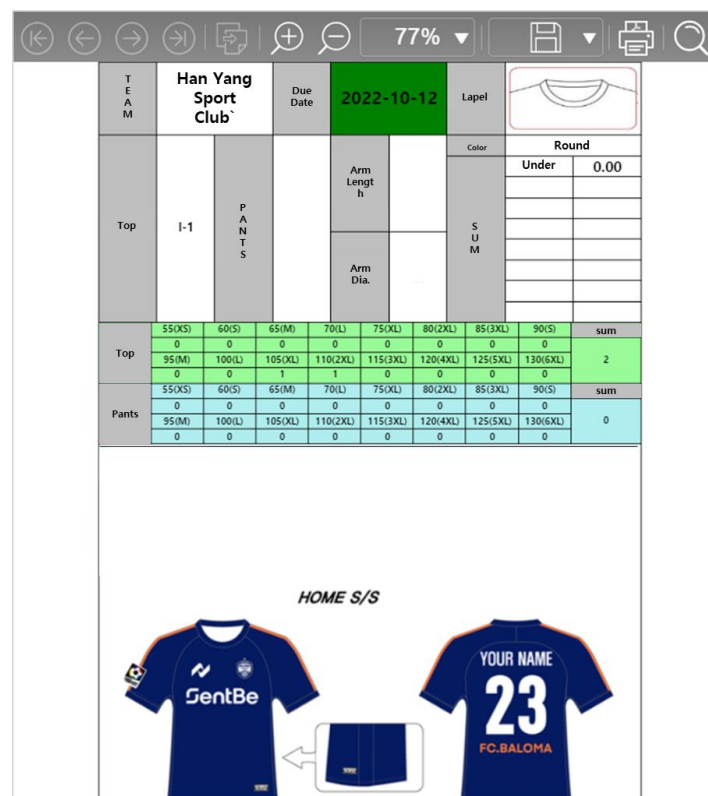 77%
T
E
A
M
Han Yang
Sport
Club`
Due
Date
2022-10-12
Lapel
Color
Round
Top
I-1
P
A
N
T
S
Arm
Lengt
h
Arm
Dia.
S
U
M
Under 0.00
Top
55(XS) 60(S) 65(M) 70(L) 75(XL) 80(2XL) 85(3XL) 90(S) sum
0 0 0 0 0 0 0 0
95(M) 100(L) 105(XL) 110(2XL) 115(3XL) 120(4XL) 125(5XL) 130(6XL) 2
0 0 1 1 0 0 0 0
Pants
55(XS) 60(S) 65(M) 70(L) 75(XL) 80(2XL) 85(3XL) 90(S) sum
0 0 0 0 0 0 0 0
95(M) 100(L) 105(XL) 110(2XL) 115(3XL) 120(4XL) 125(5XL) 130(6XL) 0
0 0 0 0 0 0 0 0
HOME S/S
SentBe
YOUR NAME
23
FC.BALOMA